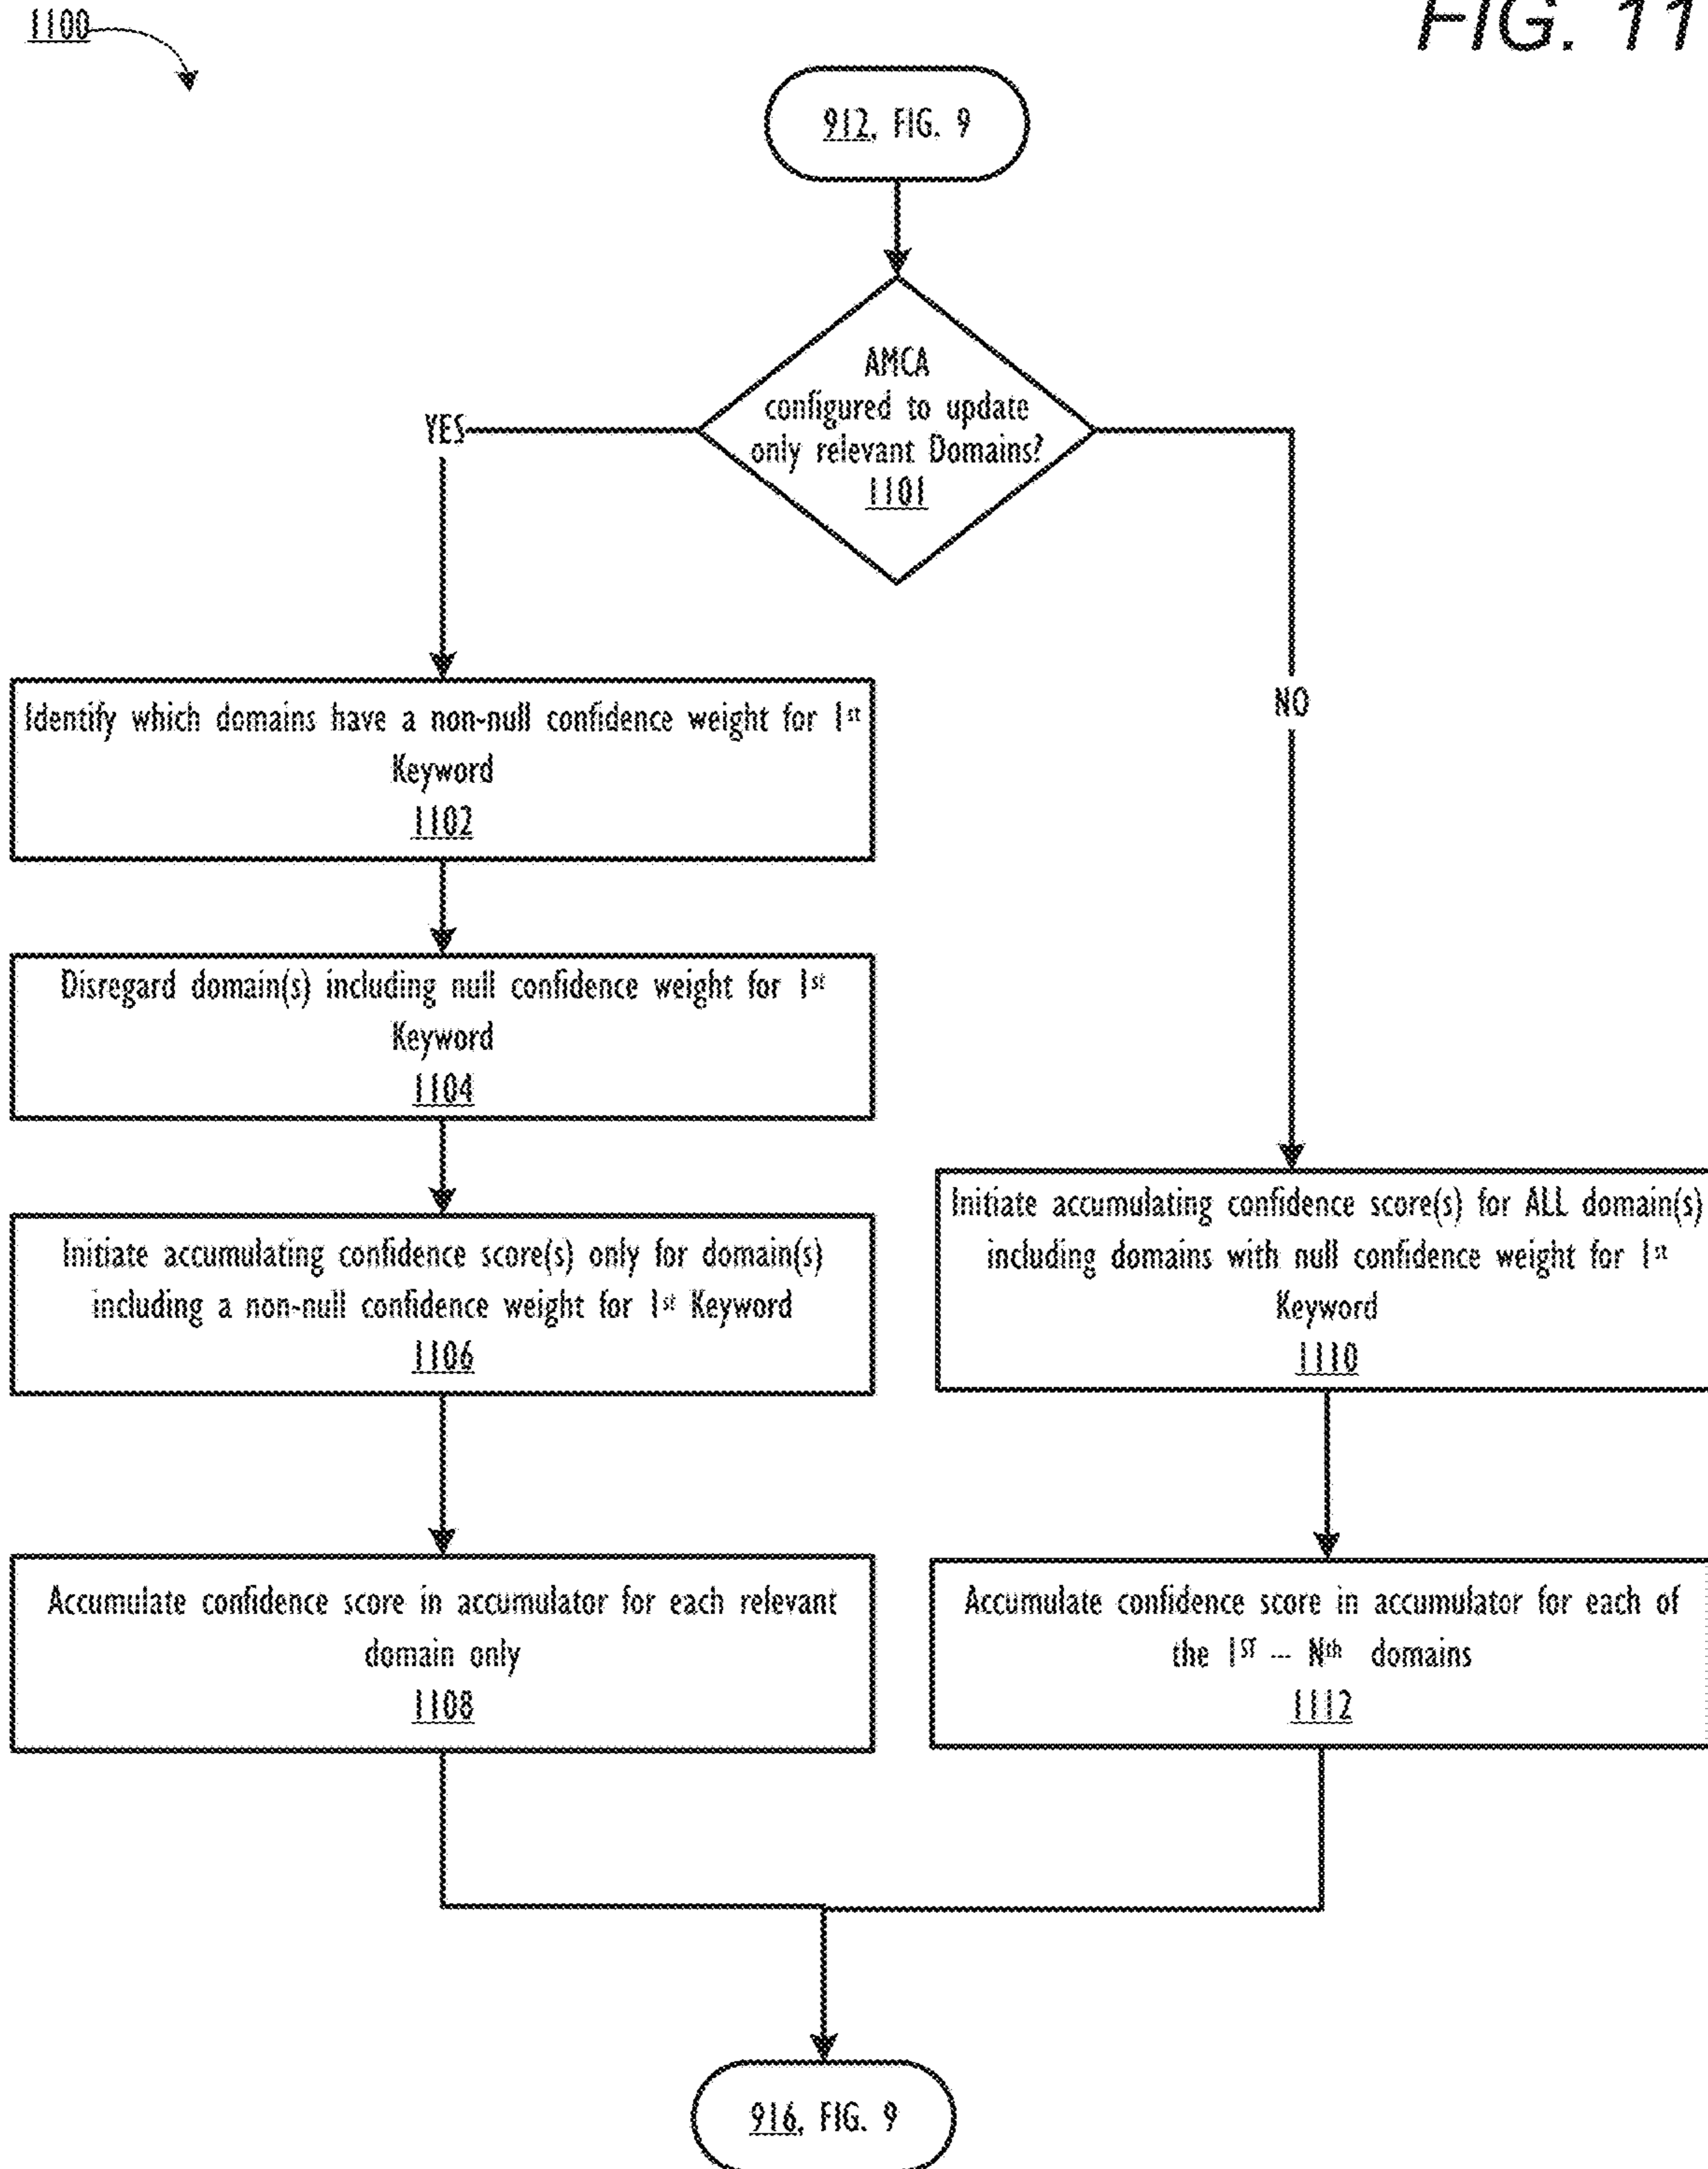 1100
FIG. 11
912, FIG. 9
AMCA
configured to update
only relevant Domains?
1101
YES
NO
Identify which domains have a non-null confidence weight for 1st
Keyword
1102
Disregard domain(s) including null confidence weight for 1st
Keyword
1104
Initiate accumulating confidence score(s) only for domain(s)
including a non-null confidence weight for 1st Keyword
1106
Initiate accumulating confidence score(s) for ALL domain(s)
including domains with null confidence weight for 1st
Keyword
1110
Accumulate confidence score in accumulator for each relevant
domain only
1108
Accumulate confidence score in accumulator for each of
the 1ST -- Nth domains
1112
916, FIG. 9